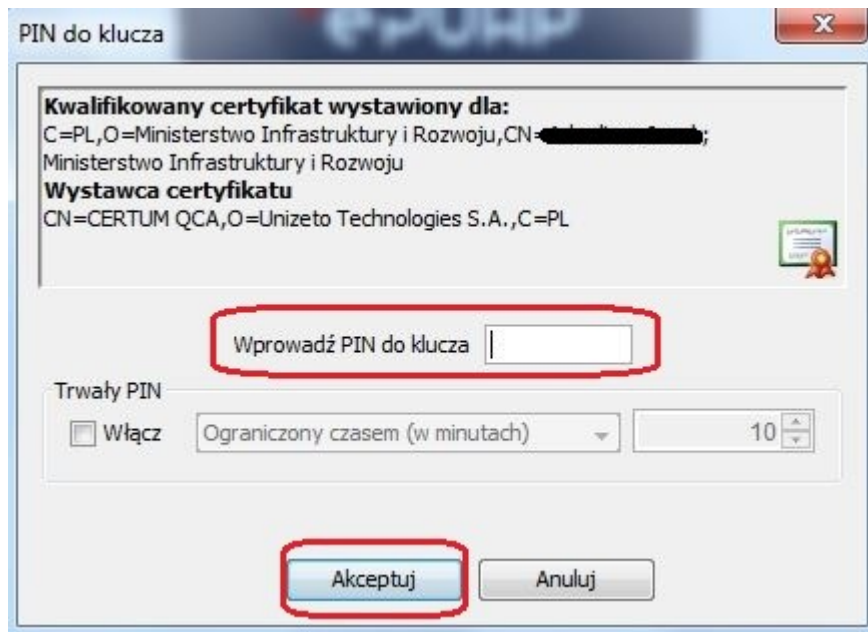 ePUAP
PIN do klucza
Kwalifikowany certyfikat wystawiony dla:
C=PL,O=Ministerstwo Infrastruktury i Rozwoju,CN=;
Ministerstwo Infrastruktury i Rozwoju
Wystawca certyfikatu
CN=CERTUM QCA,O=Unizeto Technologies S.A.,C=PL
Wprowadź PIN do klucza
Trwały PIN
Włącz Ograniczony czasem (w minutach) 10
Akceptuj Anuluj